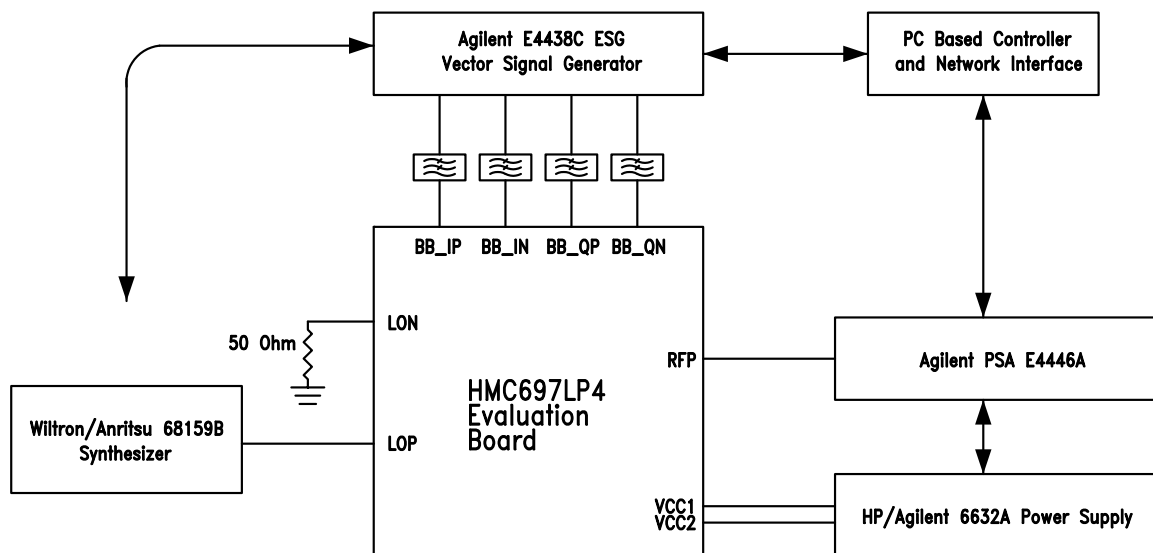 Agilent E4438C ESG
Vector Signal Generator
PC Based Controller
and Network Interface
BB_IP BB_IN BB_QP BB_QN
LON
50 Ohm
RFP
Agilent PSA E4446A
HMC697LP4
Evaluation
Board
Wiltron/Anritsu 68159B
Synthesizer
LOP
VCC1
VCC2
HP/Agilent 6632A Power Supply